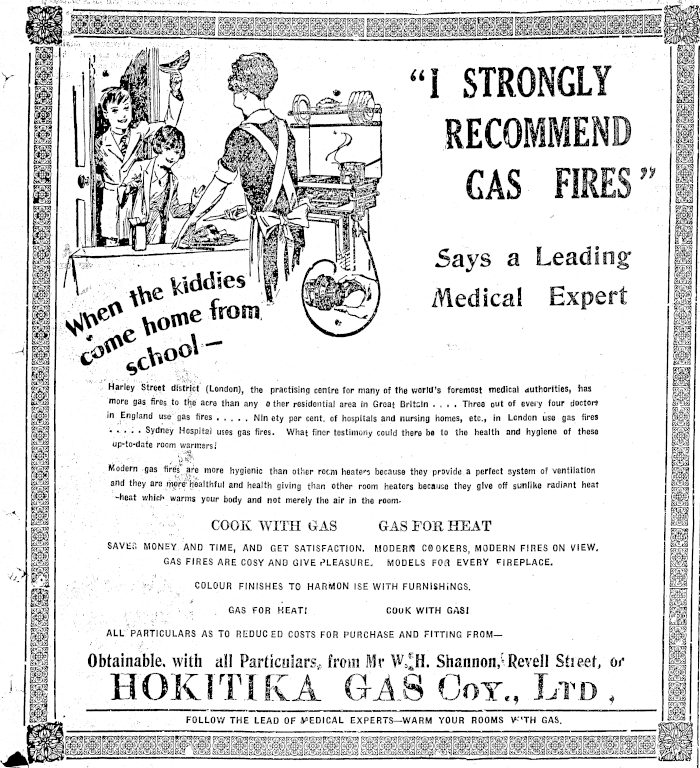 "I STRONGLY
RECOMMEND
GAS FIRES"
Says a Leading
Medical Expert
When the kiddies
come home from
school—
Harley Street district (London), the practising centre for many of the world's foremost medical authorities, has
more gas fires to the acre than any other residential area in Great Britain . . . . Three out of every four doctors
in England use gas fires . . . . . Nin ety per cent. of hospitals and nursing homes, etc., in London use gas fires
. . . . . Sydney Hospital uses gas fires. What finer testimony could there be to the health and hygiene of these
up-to-date room warmers!
Modern gas fires are more hygienic than other room heaters because they provide a perfect system of ventilation
and they are more healthful and health giving than other room heaters because they give off sunlike radiant heat
-heat which warms your body and not merely the air in the room.
COOK WITH GAS GAS FOR HEAT
SAVES MONEY AND TIME, AND GET SATISFACTION. MODERN COOKERS, MODERN FIRES ON VIEW.
GAS FIRES ARE COSY AND GIVE PLEASURE. MODELS FOR EVERY FIREPLACE.
COLOUR FINISHES TO HARMON ISE WITH FURNISHINGS.
GAS FOR HEAT! COOK WITH GAS!
ALL PARTICULARS AS TO REDUCED COSTS FOR PURCHASE AND FITTING FROM—
Obtainable, with all Particulars, from Mr W. H. Shannon, Revell Street, or
HOKITIKA GAS COY., LTD,
FOLLOW THE LEAD OF MEDICAL EXPERTS—WARM YOUR ROOMS WITH GAS.